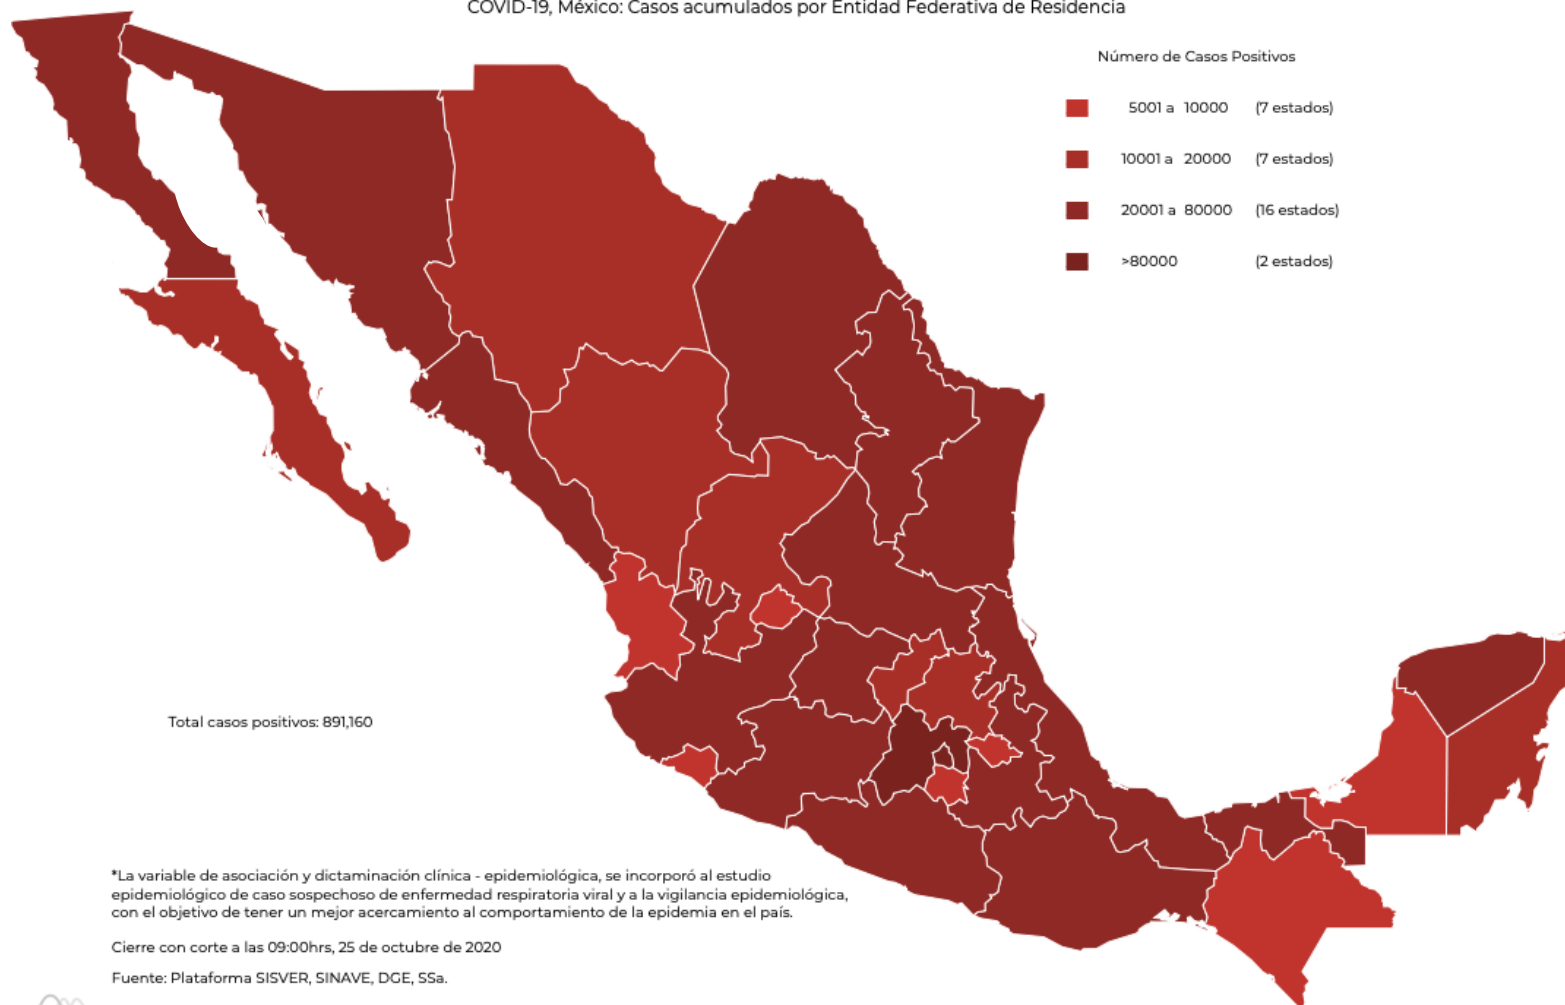 COVID-19, México: Casos acumulados por Entidad Federativa de Residencia
Número de Casos Positivos
5001 a 10000 (7 estados)
10001 a 20000 (7 estados)
20001 a 80000 (16 estados)
>80000 (2 estados)
Total casos positivos: 891,160
*La variable de asociación y dictaminación clínica - epidemiológica, se incorporó al estudio
epidemiológico de caso sospechoso de enfermedad respiratoria viral y a la vigilancia epidemiológica,
con el objetivo de tener un mejor acercamiento al comportamiento de la epidemia en el país.
Cierre con corte a las 09:00hrs, 25 de octubre de 2020
Fuente: Plataforma SISVER, SINAVE, DGE, SSa.